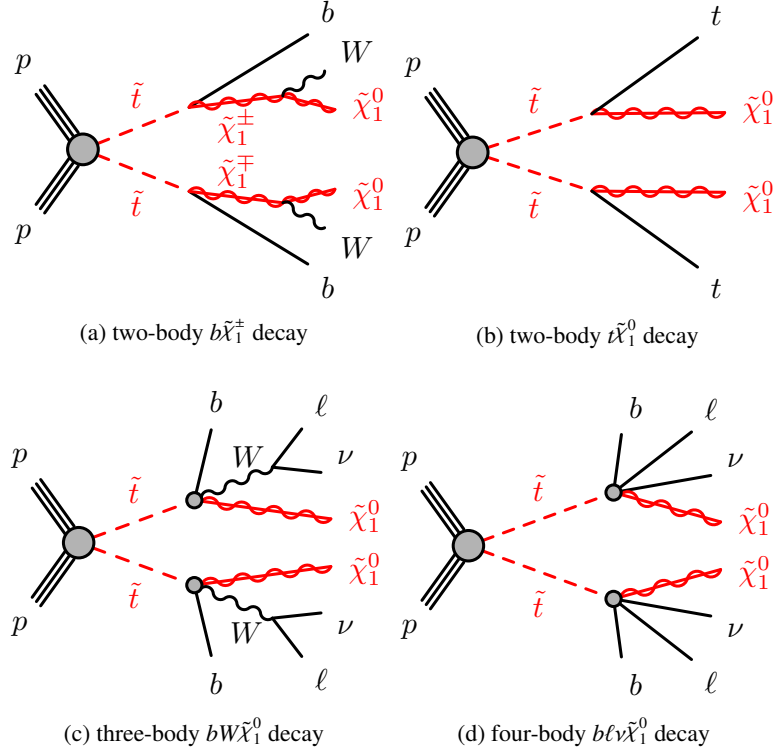 b
W
p
t̃
χ̃₁⁰
χ̃₁±
χ̃₁∓
χ̃₁⁰
t̃
p
W
b
(a) two-body bχ̃₁± decay
t
p
t̃
χ̃₁⁰
χ̃₁⁰
t̃
p
t
(b) two-body tχ̃₁⁰ decay
b
ℓ
W
ν
p
t̃
χ̃₁⁰
χ̃₁⁰
t̃
p
W
ν
b
ℓ
(c) three-body bWχ̃₁⁰ decay
b
ℓ
ν
p
t̃
χ̃₁⁰
χ̃₁⁰
t̃
p
ν
b
ℓ
(d) four-body bℓνχ̃₁⁰ decay